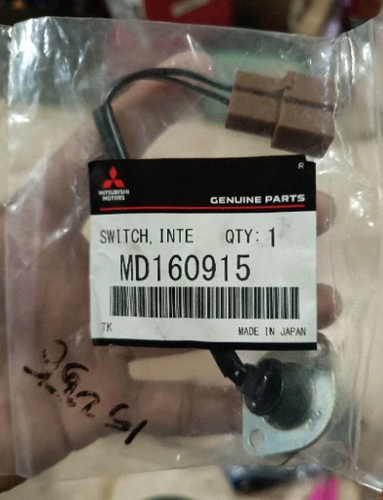 R
MITSUBISHI
MOTORS
GENUINE PARTS
SWITCH, INTE QTY: 1
MD160915
TK MADE IN JAPAN